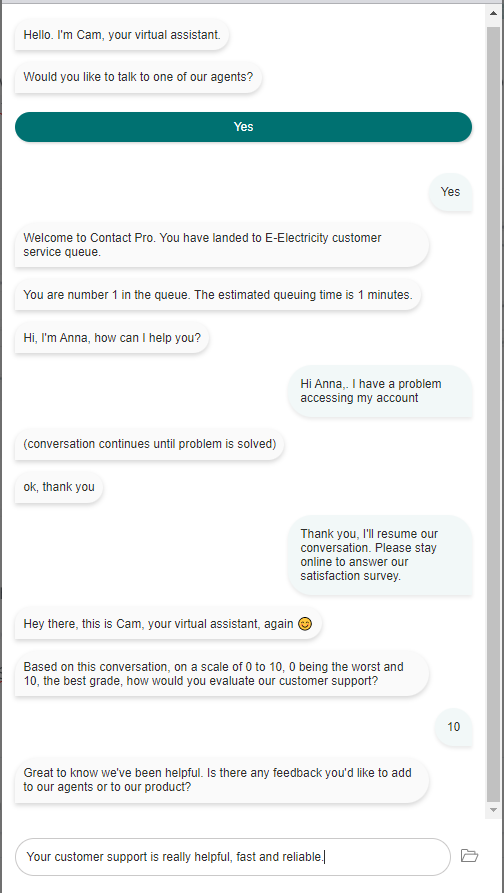 Hello. I'm Cam, your virtual assistant.
Would you like to talk to one of our agents?
Yes
Yes
Welcome to Contact Pro. You have landed to E-Electricity customer
service queue.
You are number 1 in the queue. The estimated queuing time is 1 minutes.
Hi, I'm Anna, how can I help you?
Hi Anna,. I have a problem
accessing my account
(conversation continues until problem is solved)
ok, thank you
Thank you, I'll resume our
conversation. Please stay
online to answer our
satisfaction survey.
Hey there, this is Cam, your virtual assistant, again 😊
Based on this conversation, on a scale of 0 to 10, 0 being the worst and
10, the best grade, how would you evaluate our customer support?
10
Great to know we've been helpful. Is there any feedback you'd like to add
to our agents or to our product?
Your customer support is really helpful, fast and reliable.